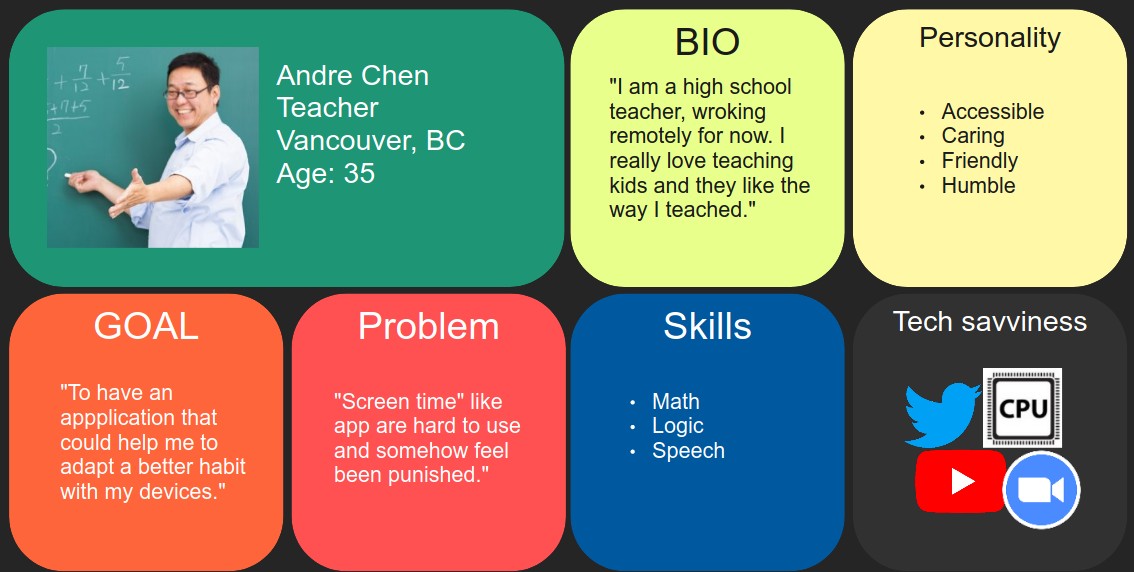 + 7/12 + 5/12
Andre Chen
Teacher
Vancouver, BC
Age: 35
BIO
"I am a high school
teacher, wroking
remotely for now. I
really love teaching
kids and they like the
way I teached."
Personality
• Accessible
• Caring
• Friendly
• Humble
GOAL
"To have an
appplication that
could help me to
adapt a better habit
with my devices."
Problem
"Screen time" like
app are hard to use
and somehow feel
been punished."
Skills
• Math
• Logic
• Speech
Tech savviness
CPU